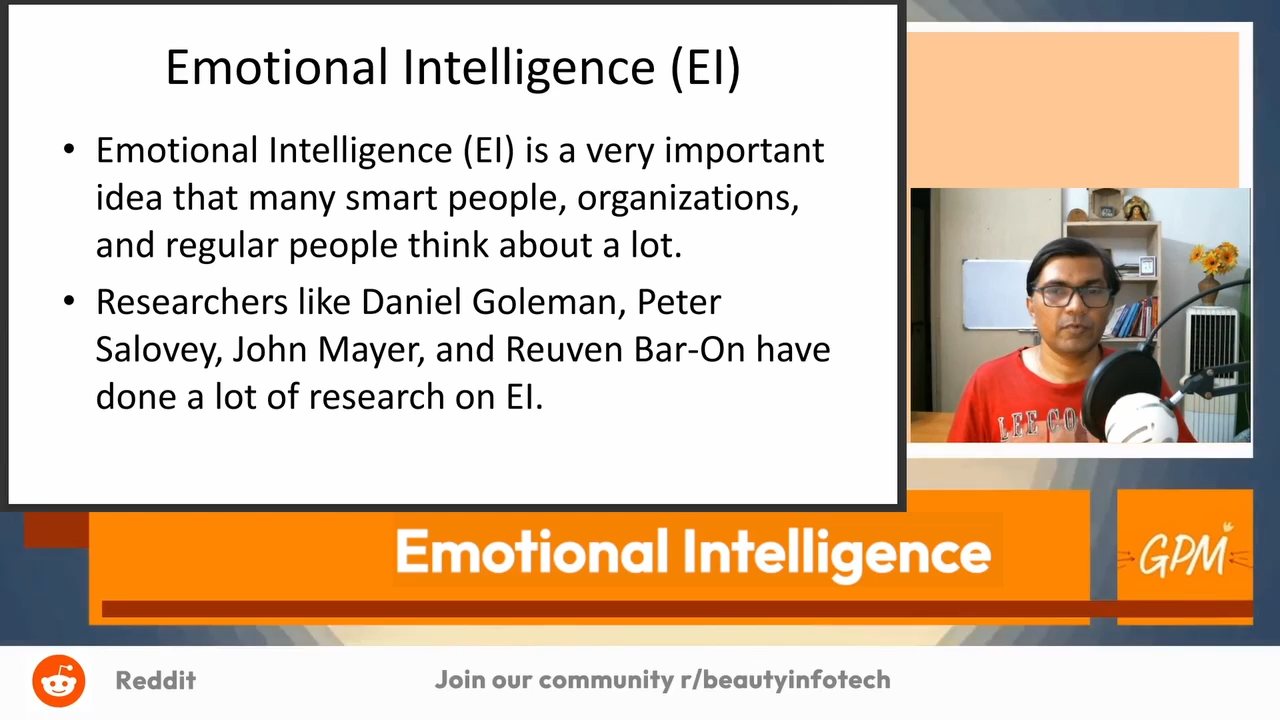 Emotional Intelligence (EI)
• Emotional Intelligence (EI) is a very important
idea that many smart people, organizations,
and regular people think about a lot.
• Researchers like Daniel Goleman, Peter
Salovey, John Mayer, and Reuven Bar-On have
done a lot of research on EI.
LEE COO
Emotional Intelligence
GPM
Reddit
Join our community r/beautyinfotech